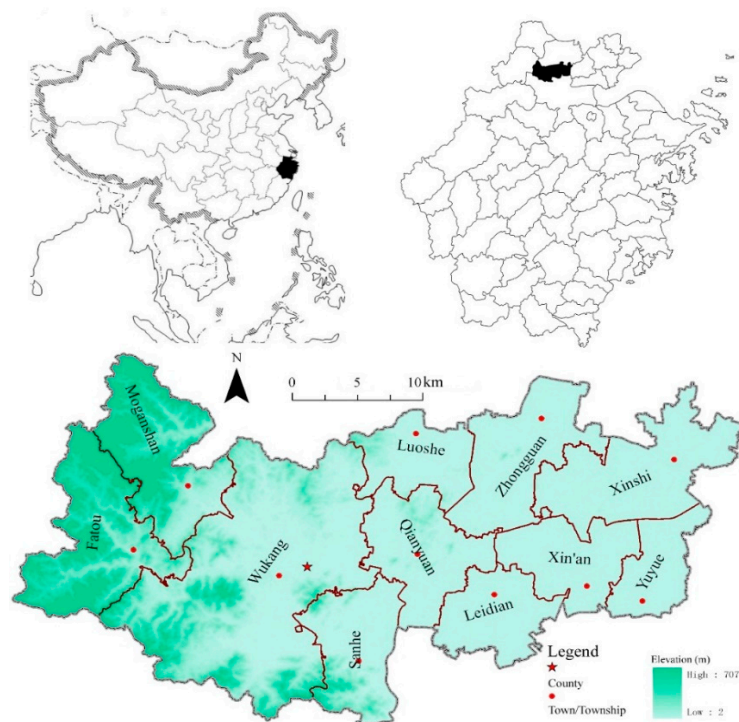 N
0 5 10 km
Moganshan
Fatou
Wukang
Luoshe
Zhongguan
Xinshi
Qianyuan
Xin'an
Yuyue
Leidian
Sanhe
Legend
County
Town/Township
Elevation (m)
High : 707
Low : 2